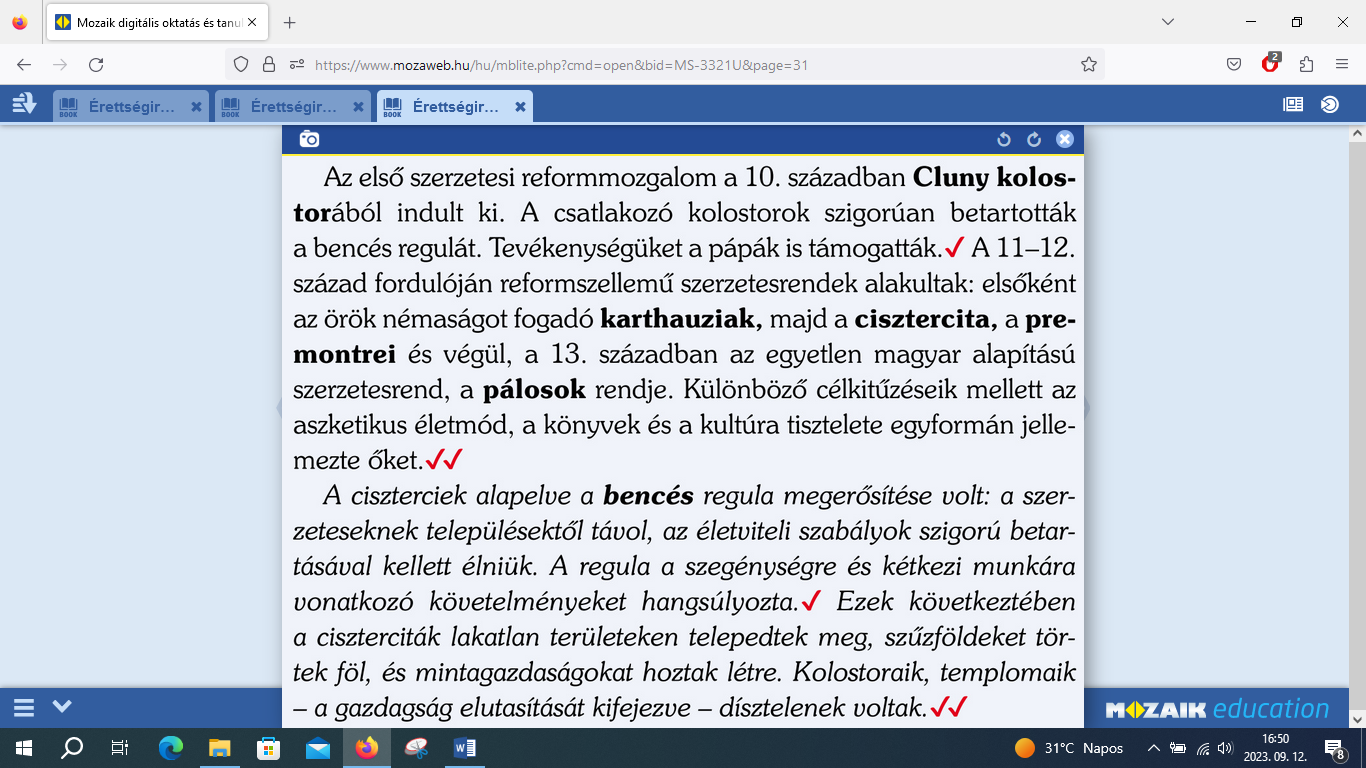 Mozaik digitális oktatás és tanul
https://www.mozaweb.hu/hu/mblite.php?cmd=open&bid=MS-3321U&page=31
2
BOOK Érettségir...
BOOK Érettségir...
BOOK Érettségir...
Az első szerzetesi reformmozgalom a 10. században Cluny kolos-
torából indult ki. A csatlakozó kolostorok szigorúan betartották
a bencés regulát. Tevékenységüket a pápák is támogatták.✓ A 11–12.
század fordulóján reformszellemű szerzetesrendek alakultak: elsőként
az örök némaságot fogadó karthauziak, majd a cisztercita, a pre-
montrei és végül, a 13. században az egyetlen magyar alapítású
szerzetesrend, a pálosok rendje. Különböző célkitűzéseik mellett az
aszketikus életmód, a könyvek és a kultúra tisztelete egyformán jelle-
mezte őket.✓✓
A ciszterciek alapelve a bencés regula megerősítése volt: a szer-
zeteseknek településektől távol, az életviteli szabályok szigorú betar-
tásával kellett élniük. A regula a szegénységre és kétkezi munkára
vonatkozó követelményeket hangsúlyozta.✓ Ezek következtében
a ciszterciták lakatlan területeken telepedtek meg, szűzföldeket tör-
tek föl, és mintagazdaságokat hoztak létre. Kolostoraik, templomaik
– a gazdagság elutasítását kifejezve – dísztelenek voltak.✓✓
MOZAIK education
31°C Napos
16:50
2023. 09. 12.
8